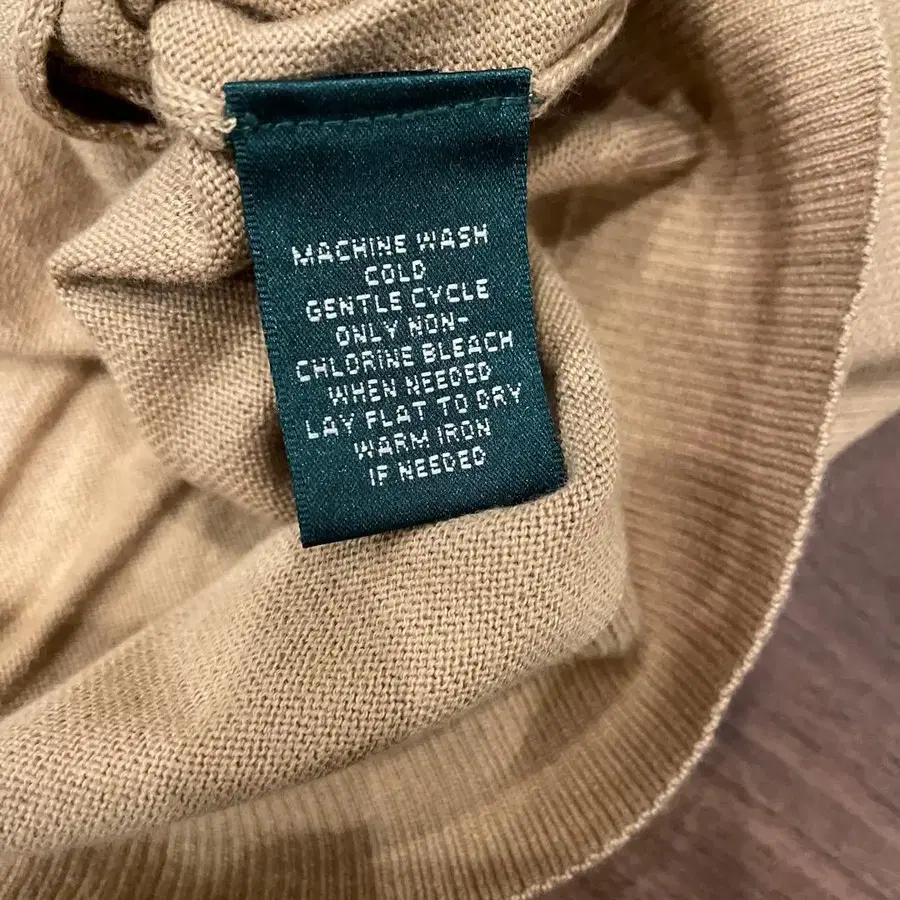 MACHINE WASH
COLD
GENTLE CYCLE
ONLY NON-
CHLORINE BLEACH
WHEN NEEDED
LAY FLAT TO DRY
WARM IRON
IF NEEDED